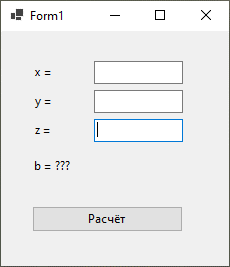 Form1
x =
y =
z =
b = ???
Расчёт